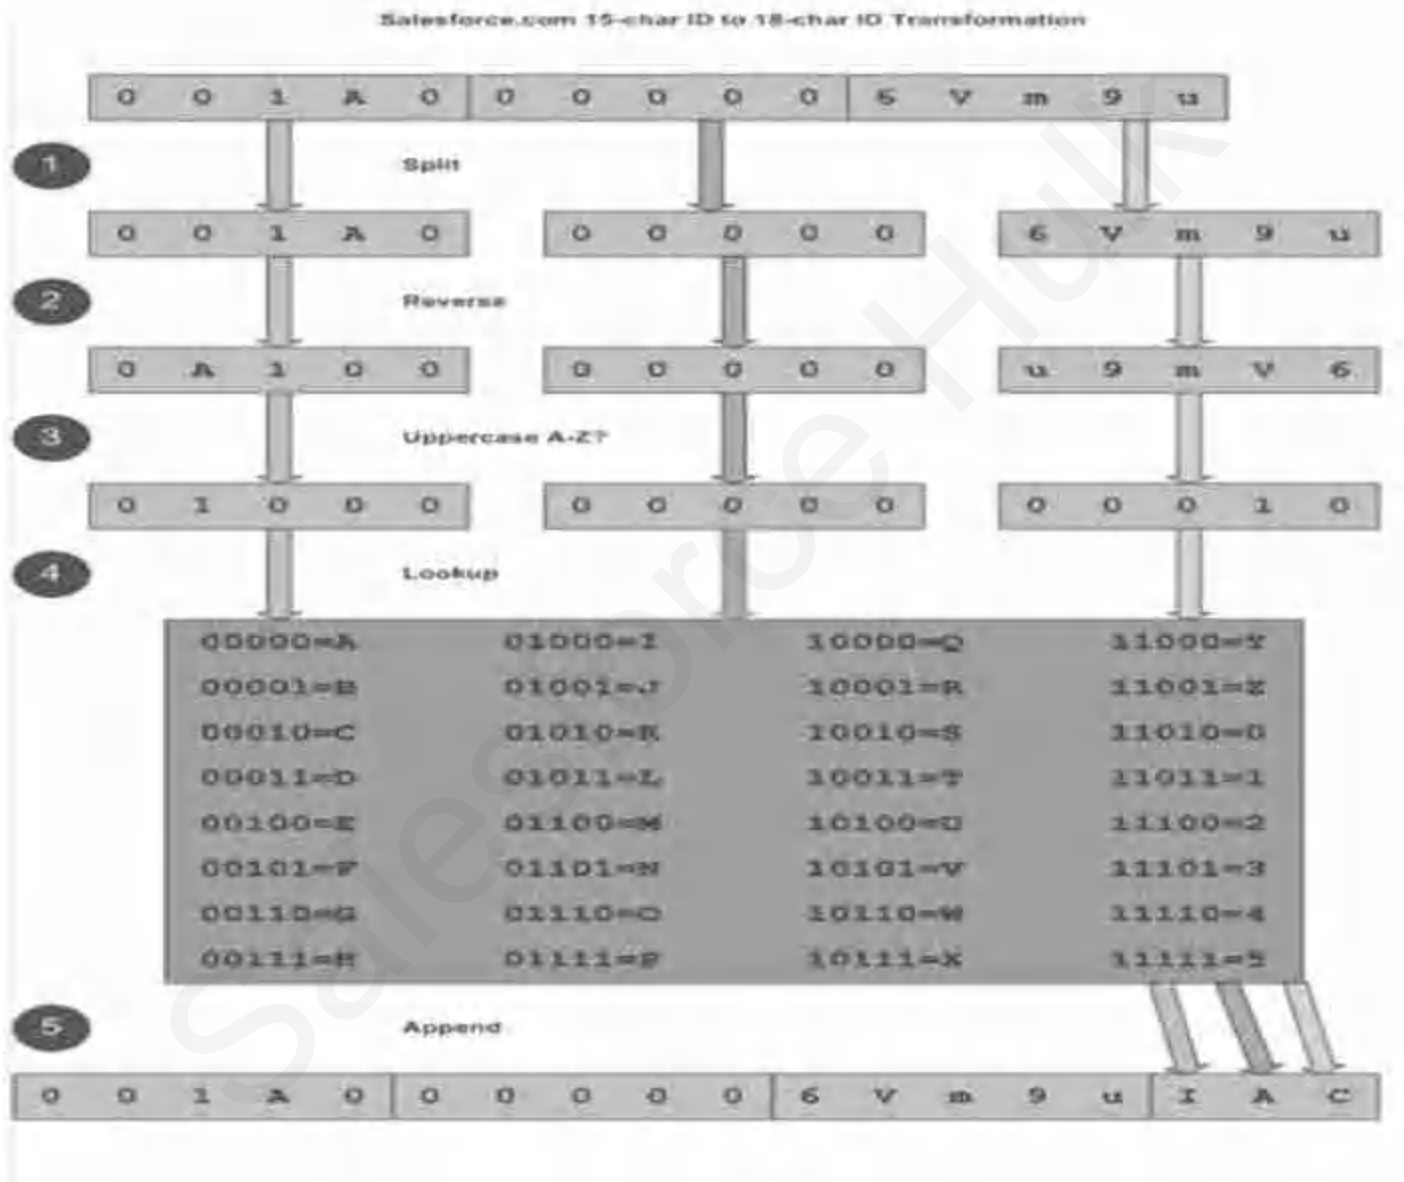 Salesforce.com 15-char ID to 18-char ID Transformation
0 0 1 A 0 0 0 0 0 0 6 V m 9 u
1 Split
0 0 1 A 0 0 0 0 0 0 6 V m 9 u
2 Reverse
0 A 1 0 0 0 0 0 0 0 u 9 m V 6
3 Uppercase A-Z?
0 1 0 0 0 0 0 0 0 0 0 0 0 1 0
4 Lookup
00000=A 01000=I 10000=Q 11000=Y
00001=B 01001=J 10001=R 11001=Z
00010=C 01010=K 10010=S 11010=0
00011=D 01011=L 10011=T 11011=1
00100=E 01100=M 10100=U 11100=2
00101=F 01101=N 10101=V 11101=3
00110=G 01110=O 10110=W 11110=4
00111=H 01111=P 10111=X 11111=5
5 Append
0 0 1 A 0 0 0 0 0 0 6 V m 9 u I A C
Salesforce Hulk